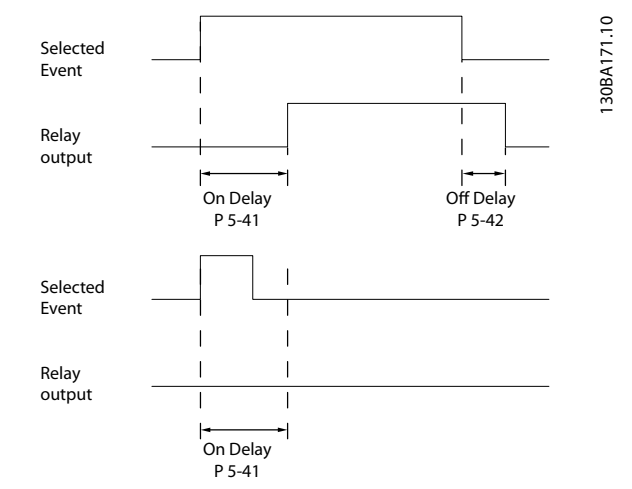 Selected
Event
Relay
output
On Delay
P 5-41
Off Delay
P 5-42
Selected
Event
Relay
output
On Delay
P 5-41
130BA171.10